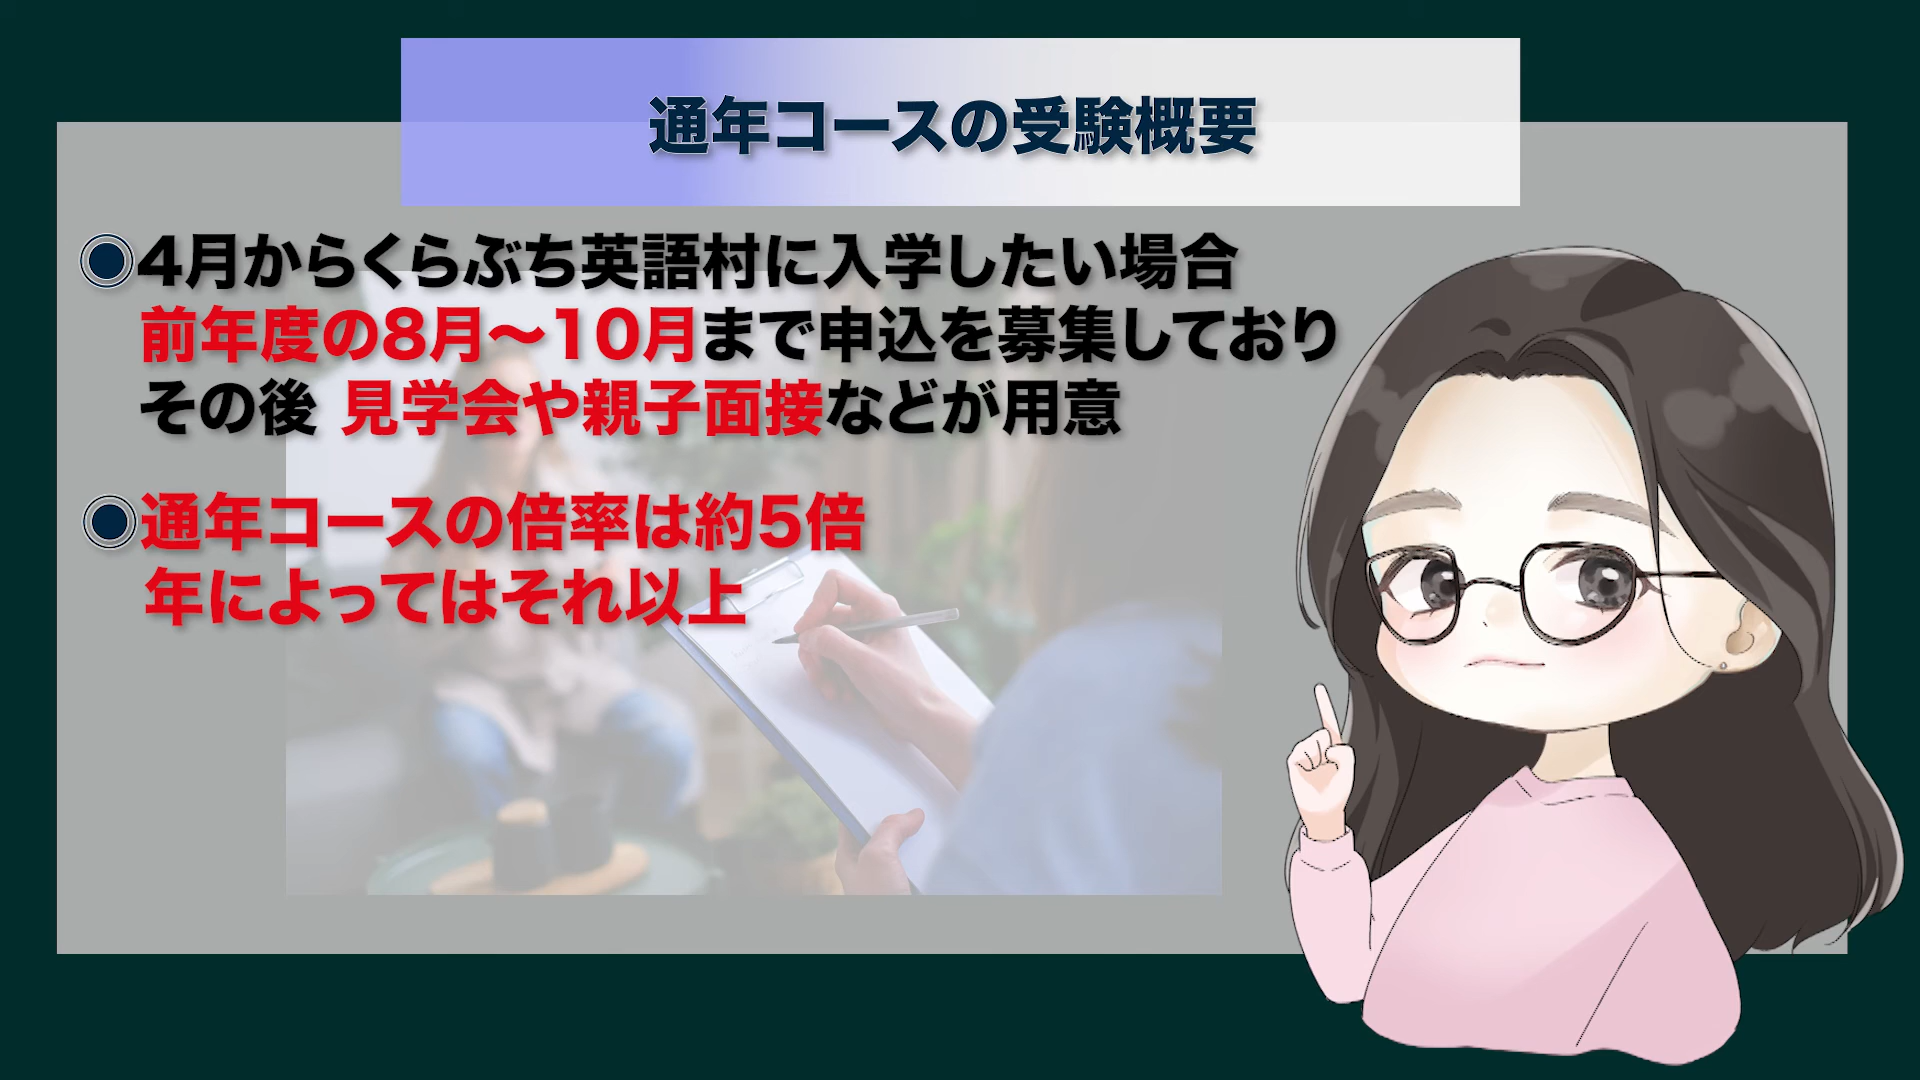 通年コースの受験概要
4月からくらぶち英語村に入学したい場合
前年度の8月〜10月まで申込を募集しており
その後 見学会や親子面接などが用意
通年コースの倍率は約5倍
年によってはそれ以上